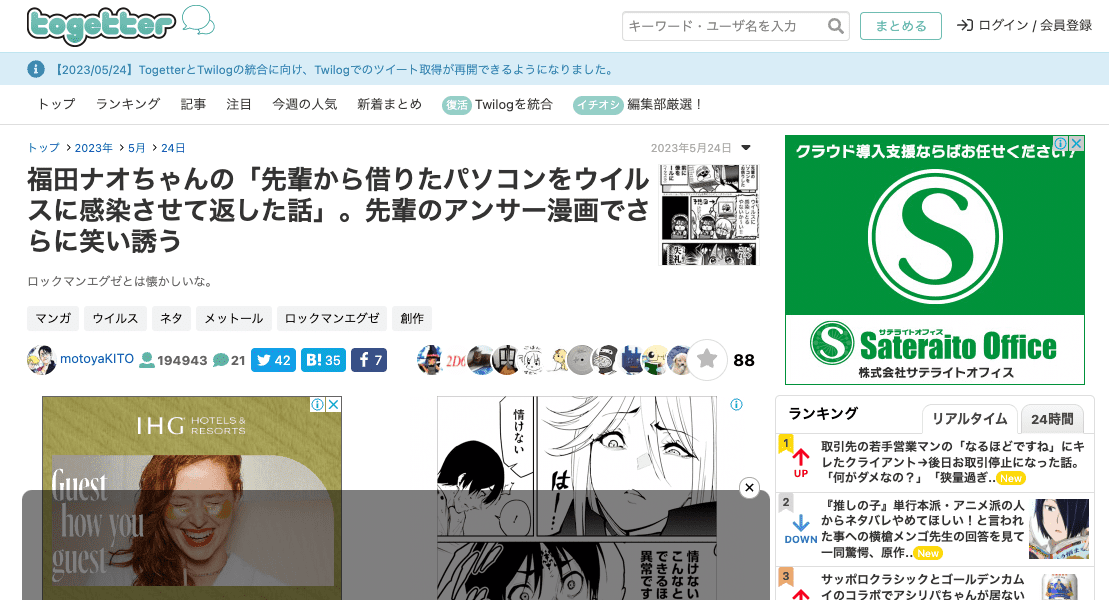 togetter
キーワード・ユーザ名を入力
まとめる
ログイン / 会員登録
【2023/05/24】TogetterとTwilogの統合に向け、Twilogでのツイート取得が再開できるようになりました。
トップ ランキング 記事 注目 今週の人気 新着まとめ 復活 Twilogを統合 イチオシ 編集部厳選！
トップ > 2023年 > 5月 > 24日
2023年5月24日
福田ナオちゃんの「先輩から借りたパソコンをウイル
スに感染させて返した話」。先輩のアンサー漫画でさ
らに笑い誘う
ロックマンエグゼとは懐かしいな。
マンガ ウイルス ネタ メットール ロックマンエグゼ 創作
motoyaKITO 194943 21 42 B! 35 7
88
IHG HOTELS &
RESORTS
Guest
how you
guest
情けない
は
情けない
こんなと
できるほ
異常です
クラウド導入支援ならばお任せください！
S
サテライトオフィス
Sateraito Office
株式会社サテライトオフィス
ランキング
リアルタイム
24時間
1
UP
取引先の若手営業マンの「なるほどですね」にキ
レたクライアント→後日お取引停止になった話。
「何がダメなの？」「狭量過ぎ.. New
2
DOWN
『推しの子』単行本派・アニメ派の人
からネタバレやめてほしい！と言われ
た事への横槍メンゴ先生の回答を見て
一同驚愕、原作.. New
3
サッポロクラシックとゴールデンカム
イのコラボでアシリパちゃんが居ない